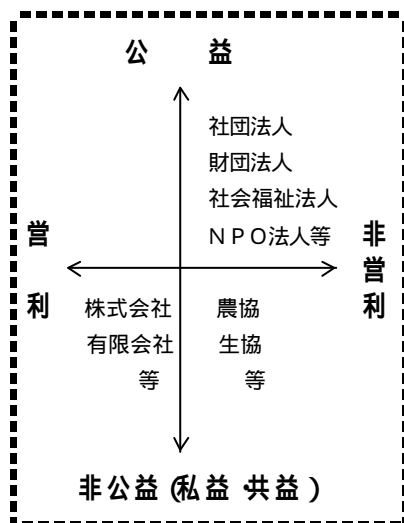 公　益
社団法人
財団法人
社会福祉法人
ＮＰＯ法人等
営利
非営利
株式会社
有限会社
等
農協
生協
等
非公益（私益・共益）